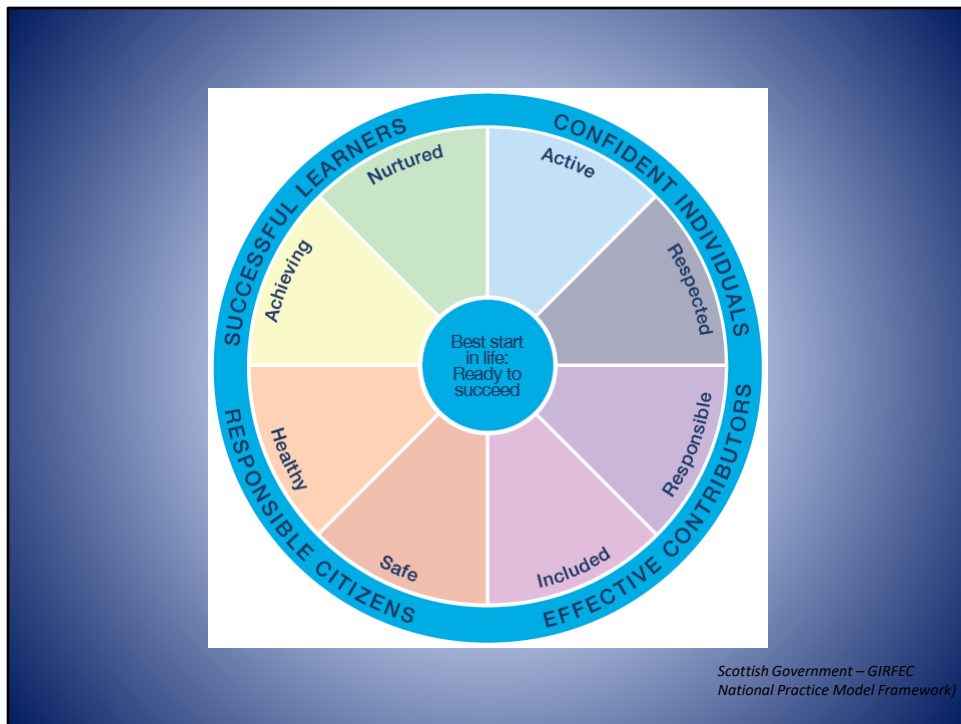 SUCCESSFUL LEARNERS
CONFIDENT INDIVIDUALS
Nurtured
Active
Achieving
Respected
Best start
in life:
Ready to
succeed
Healthy
Responsible
Safe
Included
RESPONSIBLE CITIZENS
EFFECTIVE CONTRIBUTORS
Scottish Government – GIRFEC
National Practice Model Framework)